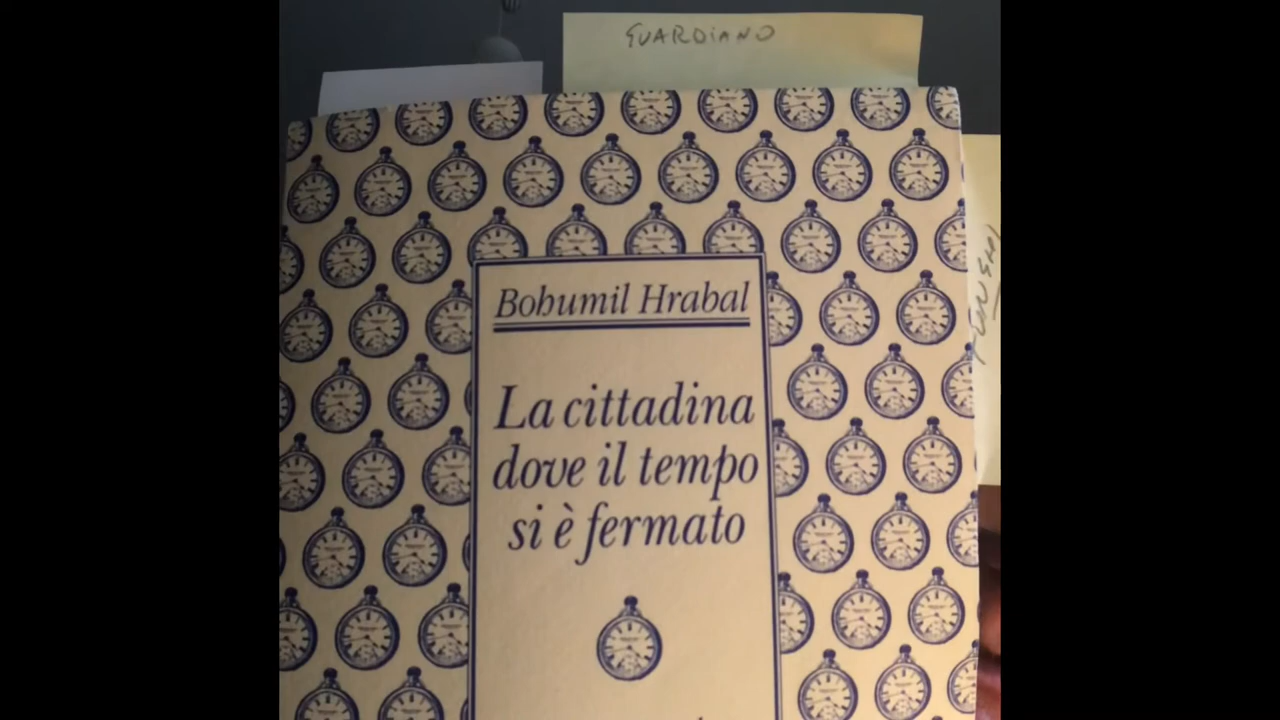 GUARDIANO
Bohumil Hrabal
La cittadina
dove il tempo
si è fermato